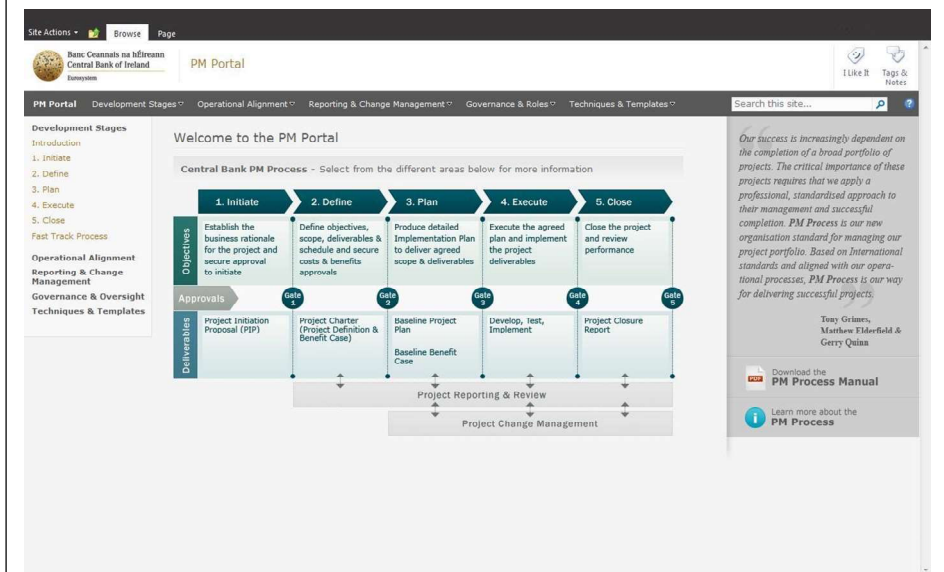 Site Actions
Browse
Page
Banc Ceannais na hÉireann
Central Bank of Ireland
Eurosystem
PM Portal
I Like It
Tags &
Notes
PM Portal
Development Stages
Operational Alignment
Reporting & Change Management
Governance & Roles
Techniques & Templates
Search this site...
?
Development Stages
Introduction
1. Initiate
2. Define
3. Plan
4. Execute
5. Close
Fast Track Process
Operational Alignment
Reporting & Change
Management
Governance & Oversight
Techniques & Templates
Welcome to the PM Portal
Central Bank PM Process - Select from the different areas below for more information
1. Initiate
2. Define
3. Plan
4. Execute
5. Close
Objectives
Establish the
business rationale
for the project and
secure approval
to initiate
Define objectives,
scope, deliverables &
schedule and secure
costs & benefits
approvals
Produce detailed
Implementation Plan
to deliver agreed
scope & deliverables
Execute the agreed
plan and implement
the project
deliverables
Close the project
and review
performance
Approvals
Gate
1
Gate
2
Gate
3
Gate
4
Gate
5
Deliverables
Project Initiation
Proposal (PIP)
Project Charter
(Project Definition &
Benefit Case)
Baseline Project
Plan
Baseline Benefit
Case
Develop, Test,
Implement
Project Closure
Report
Project Reporting & Review
Project Change Management
Our success is increasingly dependent on
the completion of a broad portfolio of
projects. The critical importance of these
projects requires that we apply a
professional, standardised approach to
their management and successful
completion. PM Process is our new
organisation standard for managing our
project portfolio. Based on International
standards and aligned with our opera-
tional processes, PM Process is our way
for delivering successful projects.
Tony Grimes,
Matthew Elderfield &
Gerry Quinn
PDF
Download the
PM Process Manual
i
Learn more about the
PM Process